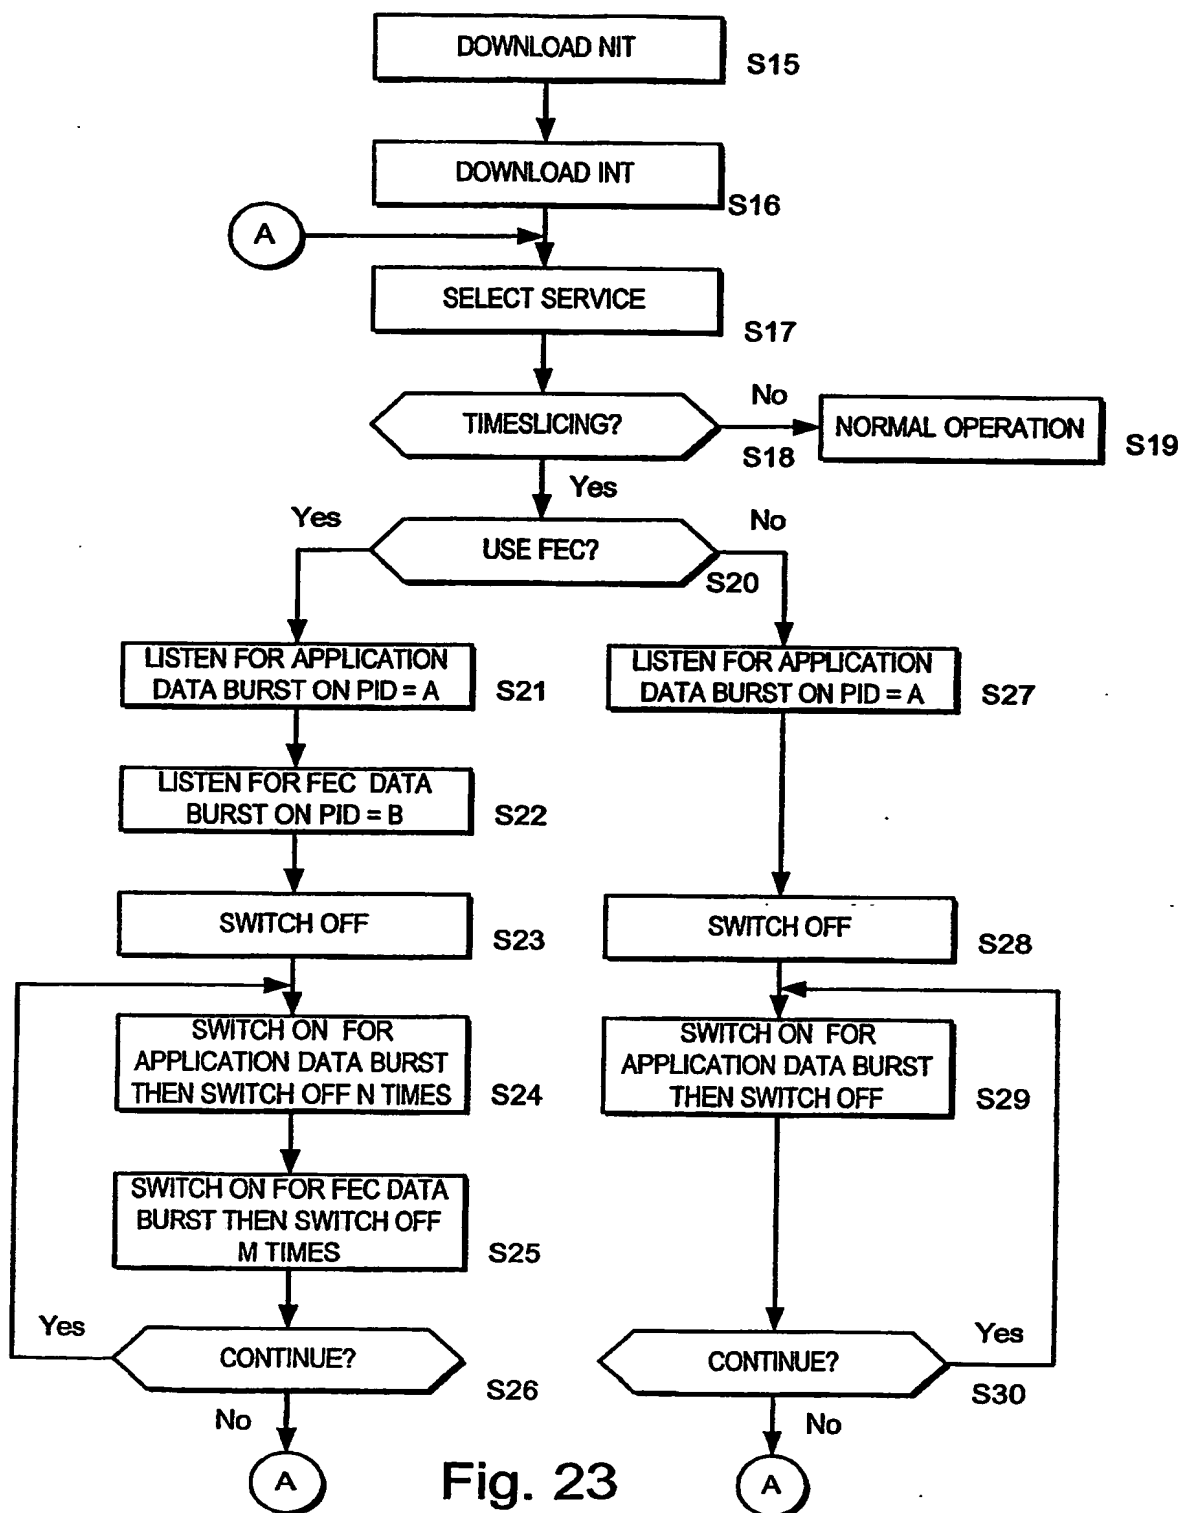 DOWNLOAD NIT
S15
DOWNLOAD INT
S16
A
SELECT SERVICE
S17
No
TIMESLICING?
S18
NORMAL OPERATION
S19
Yes
Yes
No
USE FEC?
S20
LISTEN FOR APPLICATION
DATA BURST ON PID = A
S21
LISTEN FOR APPLICATION
DATA BURST ON PID = A
S27
LISTEN FOR FEC DATA
BURST ON PID = B
S22
SWITCH OFF
S23
SWITCH OFF
S28
SWITCH ON FOR
APPLICATION DATA BURST
THEN SWITCH OFF N TIMES
S24
SWITCH ON FOR
APPLICATION DATA BURST
THEN SWITCH OFF
S29
SWITCH ON FOR FEC DATA
BURST THEN SWITCH OFF
M TIMES
S25
Yes
CONTINUE?
S26
No
Yes
CONTINUE?
S30
No
A
Fig. 23
A